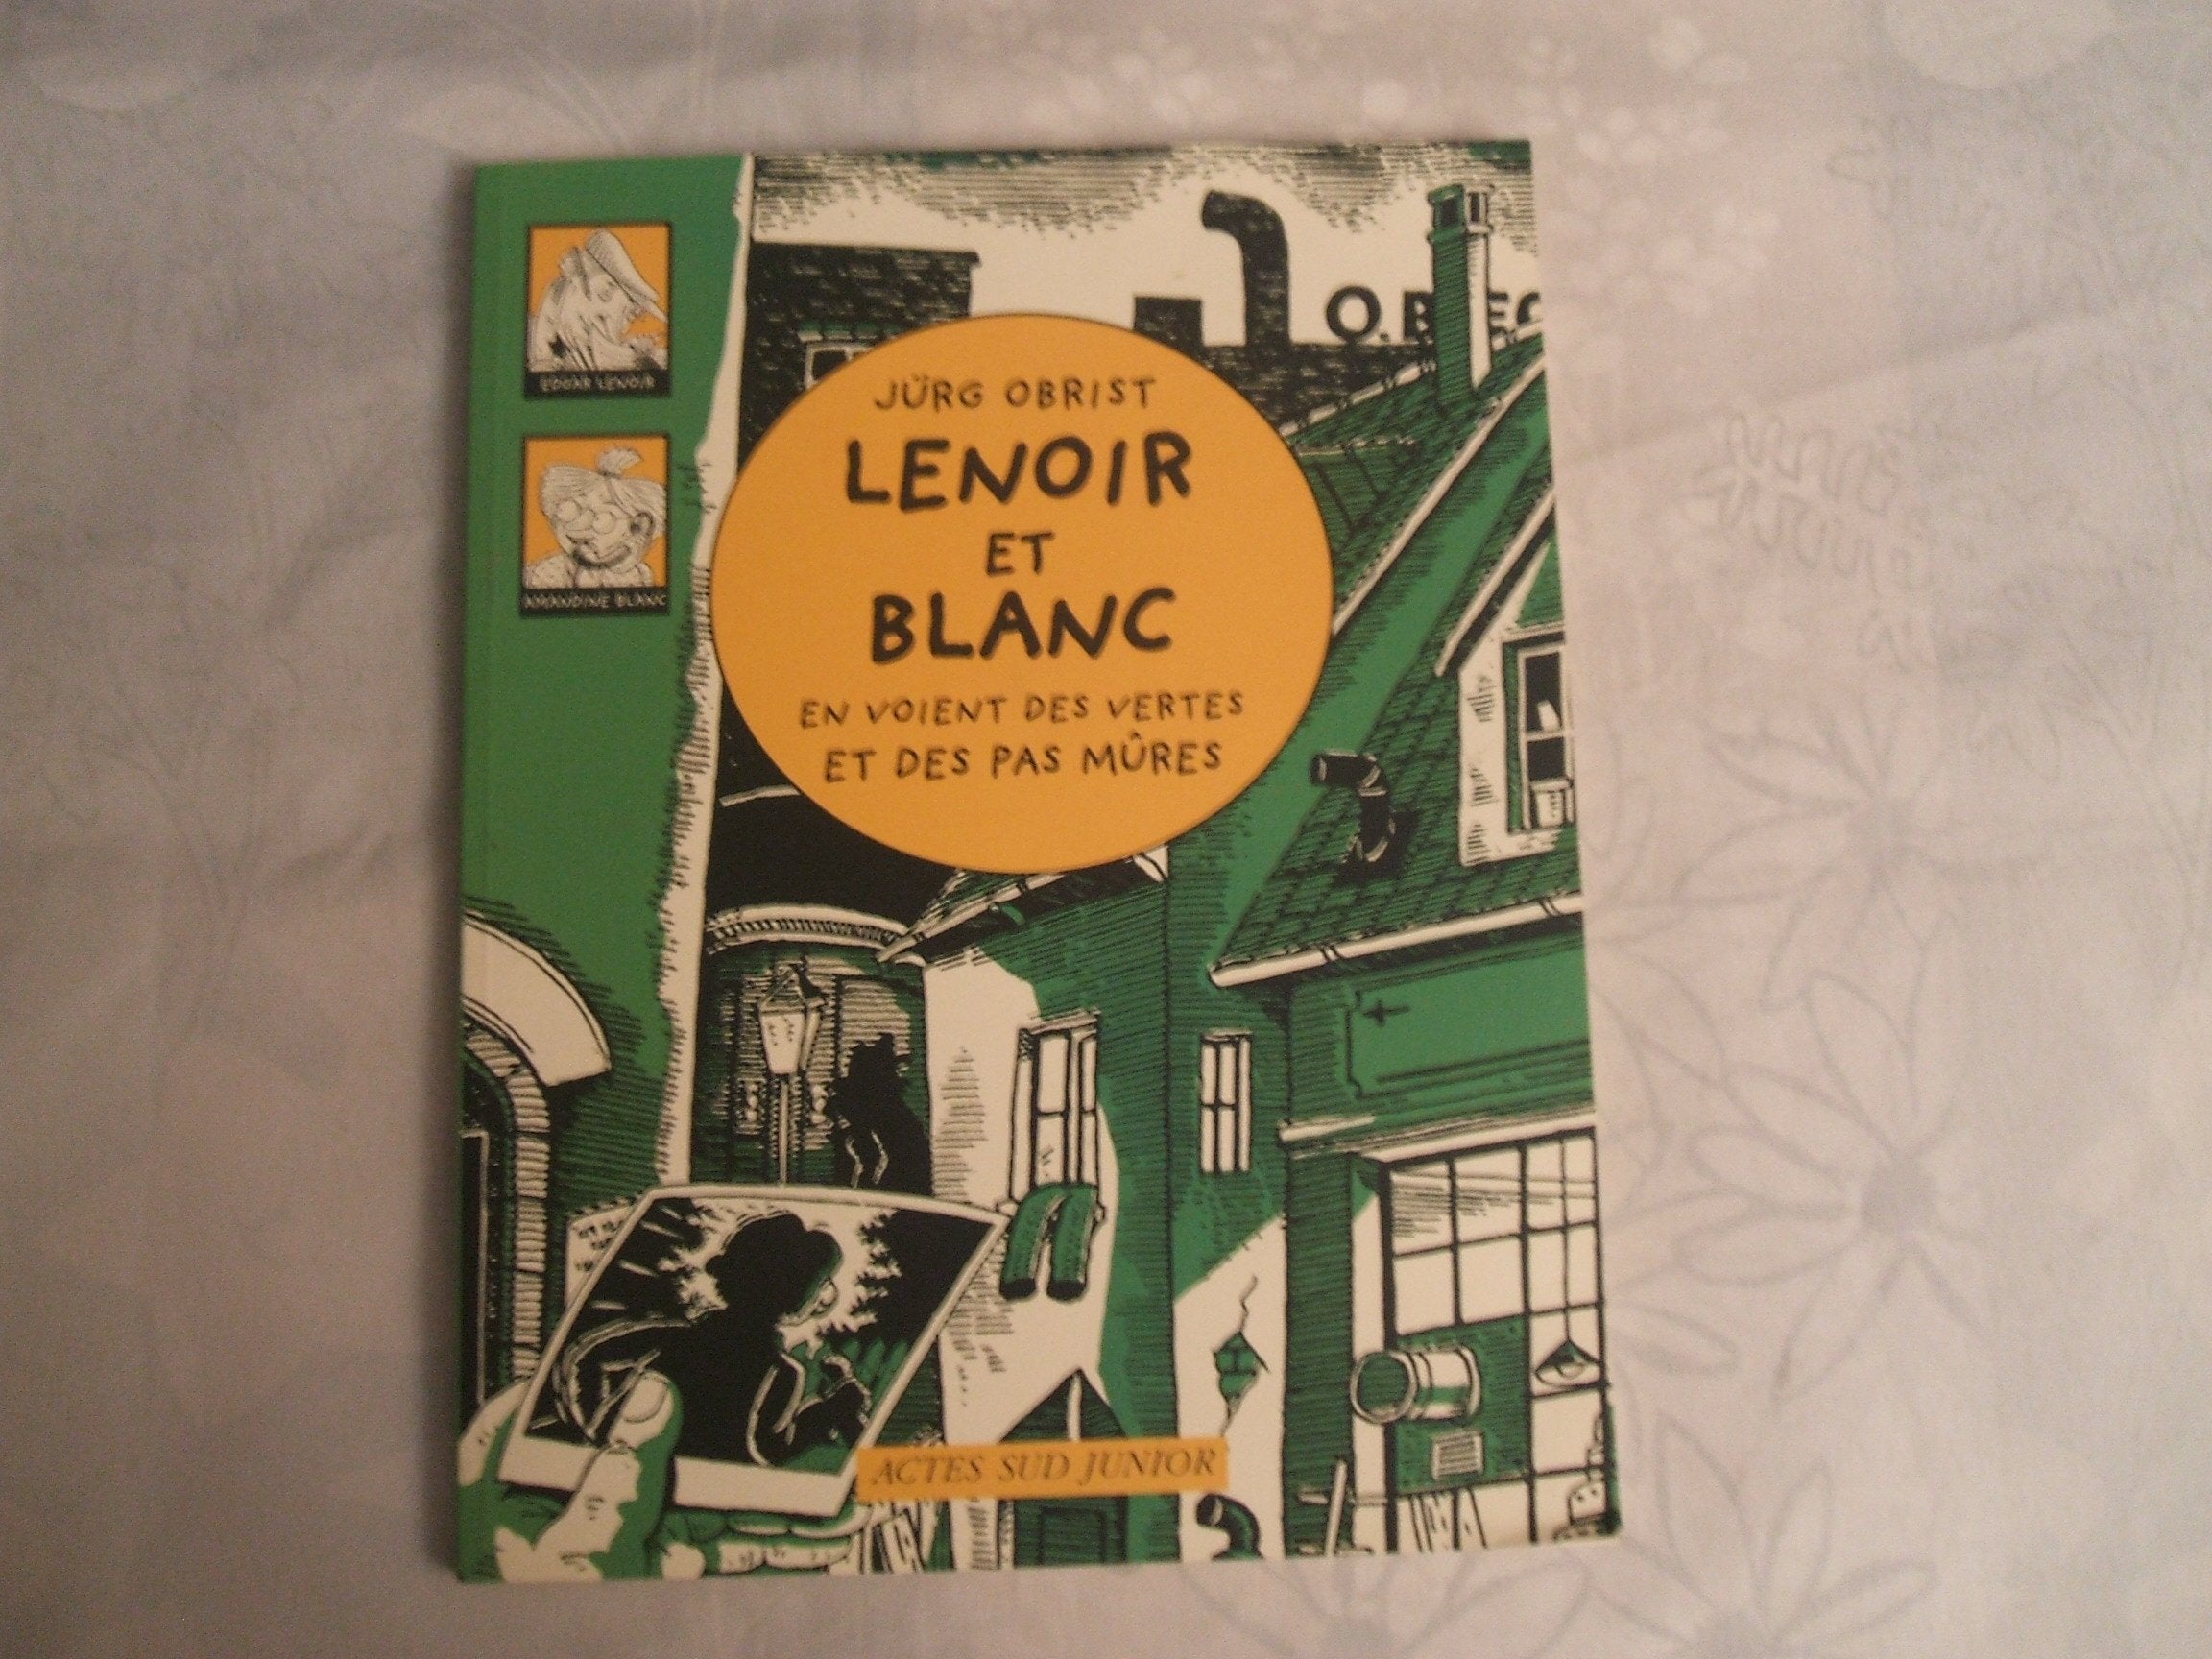 EDGAR LENOIR
AMANDINE BLANC
JÜRG OBRIST
LENOIR
ET
BLANC
EN VOIENT DES VERTES
ET DES PAS MÛRES
ACTES SUD JUNIOR